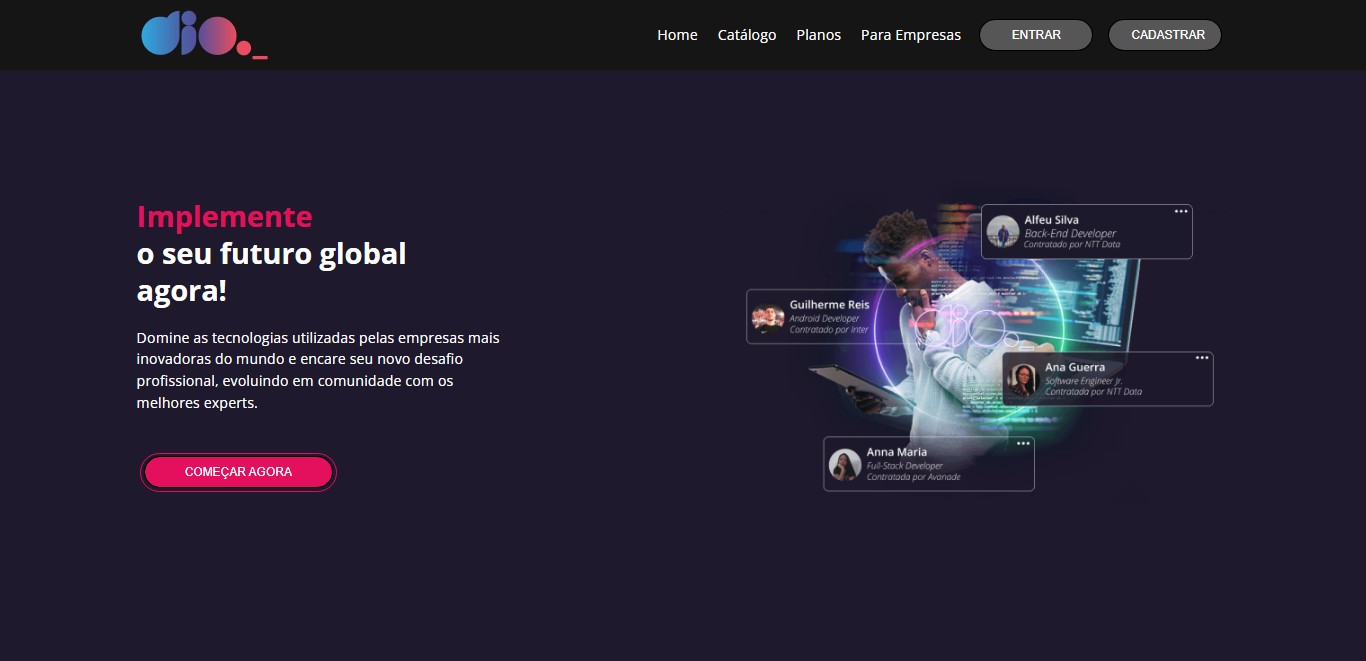 dio._
Home Catálogo Planos Para Empresas ENTRAR CADASTRAR
Implemente
o seu futuro global
agora!
Domine as tecnologias utilizadas pelas empresas mais
inovadoras do mundo e encare seu novo desafio
profissional, evoluindo em comunidade com os
melhores experts.
COMEÇAR AGORA
Alfeu Silva
Back-End Developer
Contratado por NTT Data
Guilherme Reis
Android Developer
Contratado por Inter
dio._
Ana Guerra
Software Engineer Jr.
Contratada por NTT Data
Anna Maria
Full-Stack Developer
Contratada por Avanade